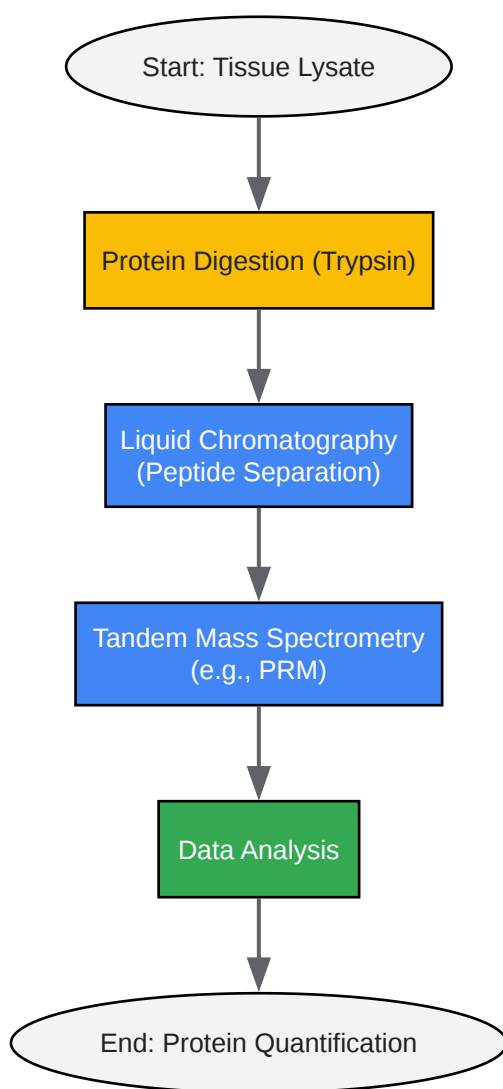 Start: Tissue Lysate
Protein Digestion (Trypsin)
Liquid Chromatography
(Peptide Separation)
Tandem Mass Spectrometry
(e.g., PRM)
Data Analysis
End: Protein Quantification